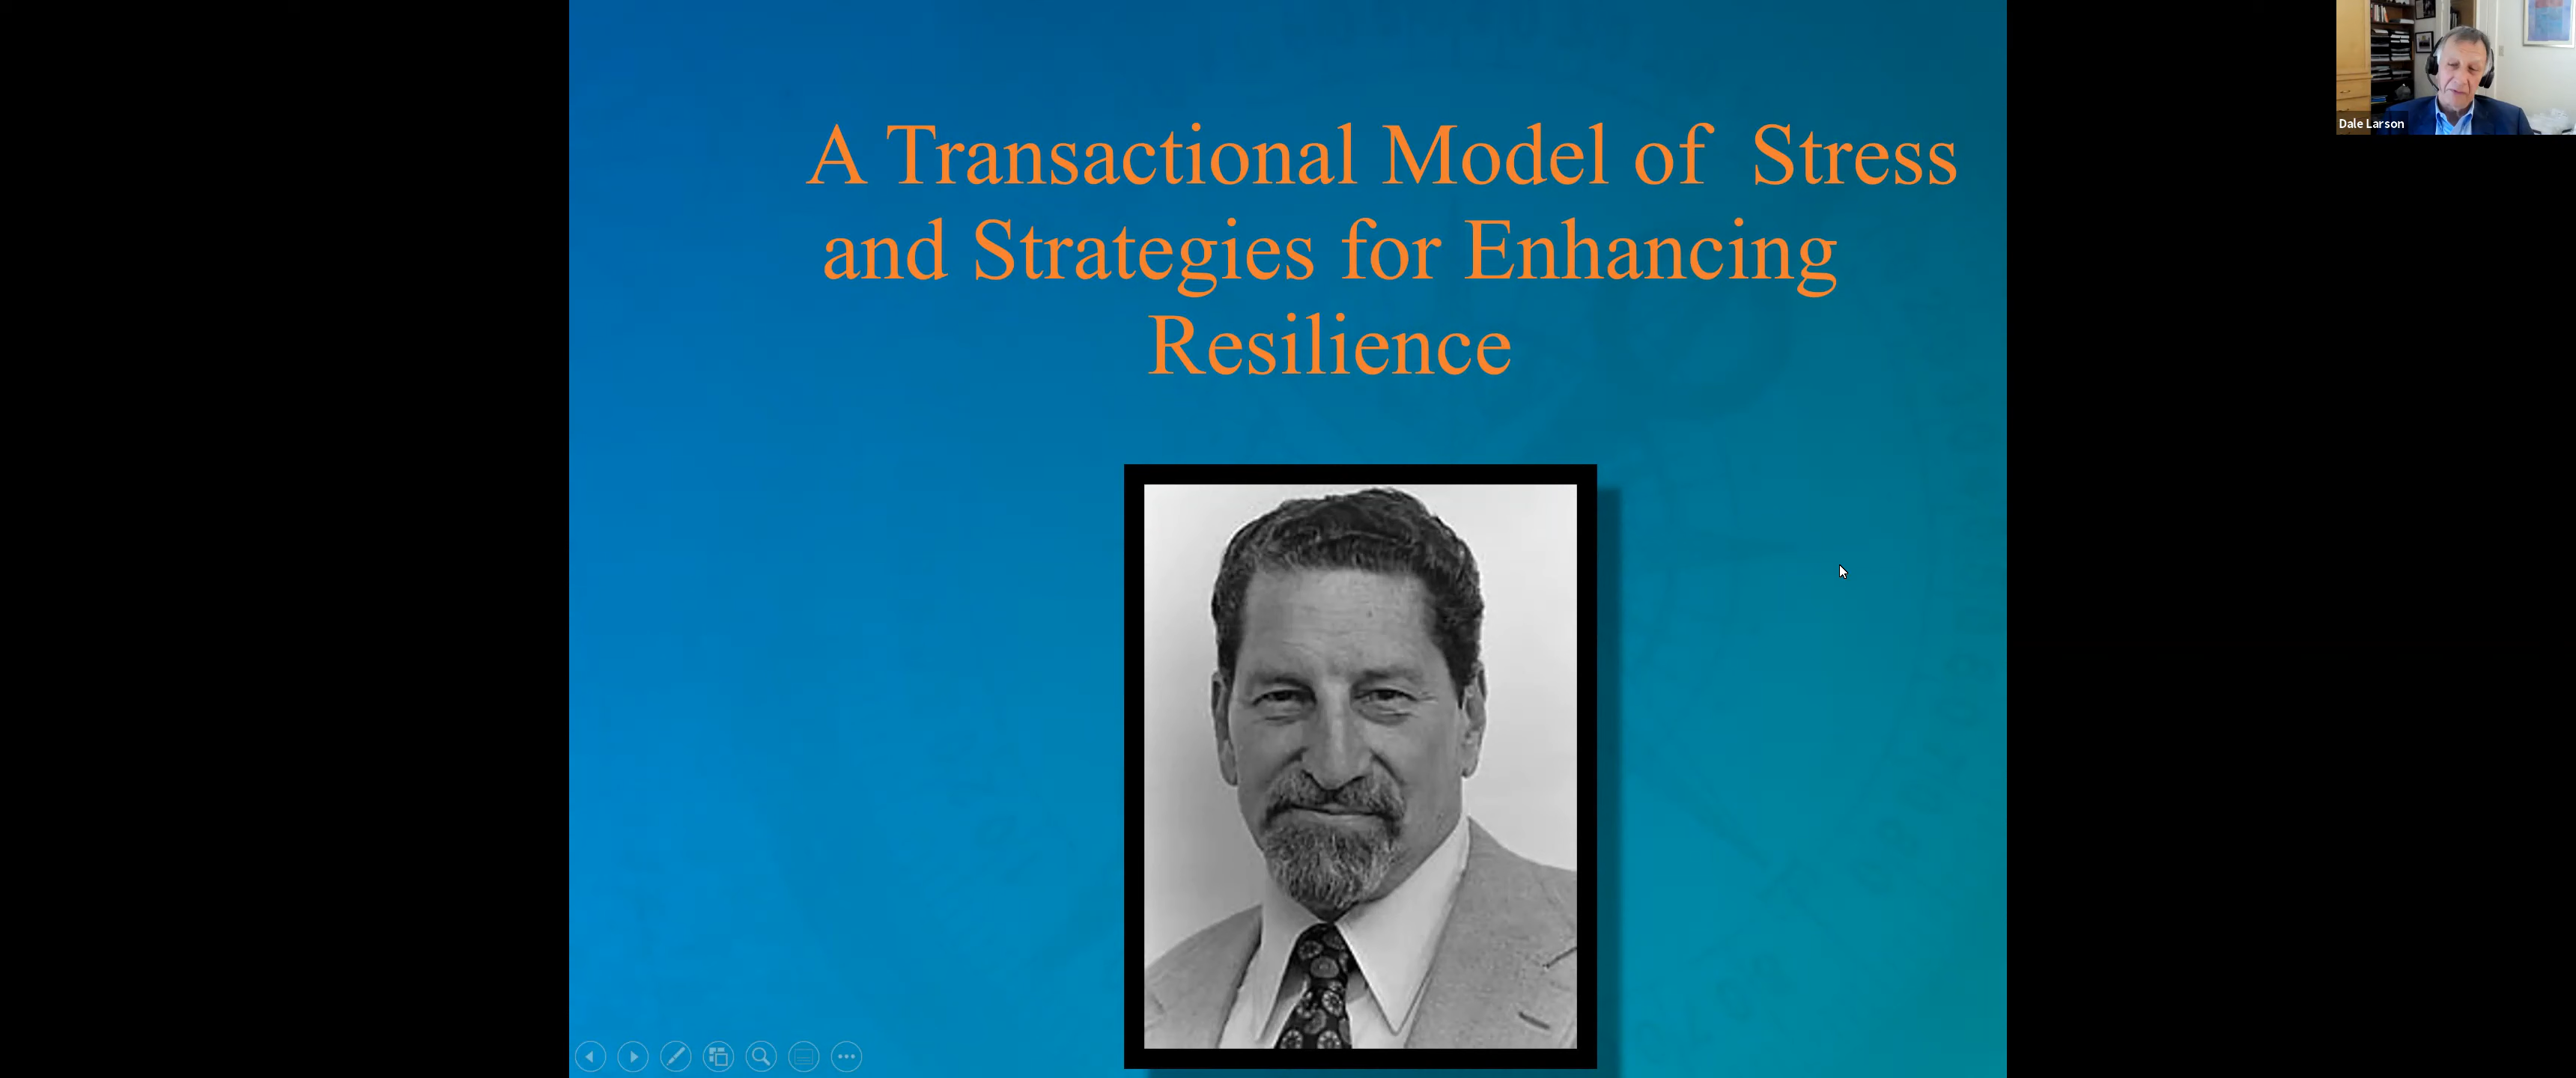 A Transactional Model of  Stress
and Strategies for Enhancing
Resilience
Dale Larson